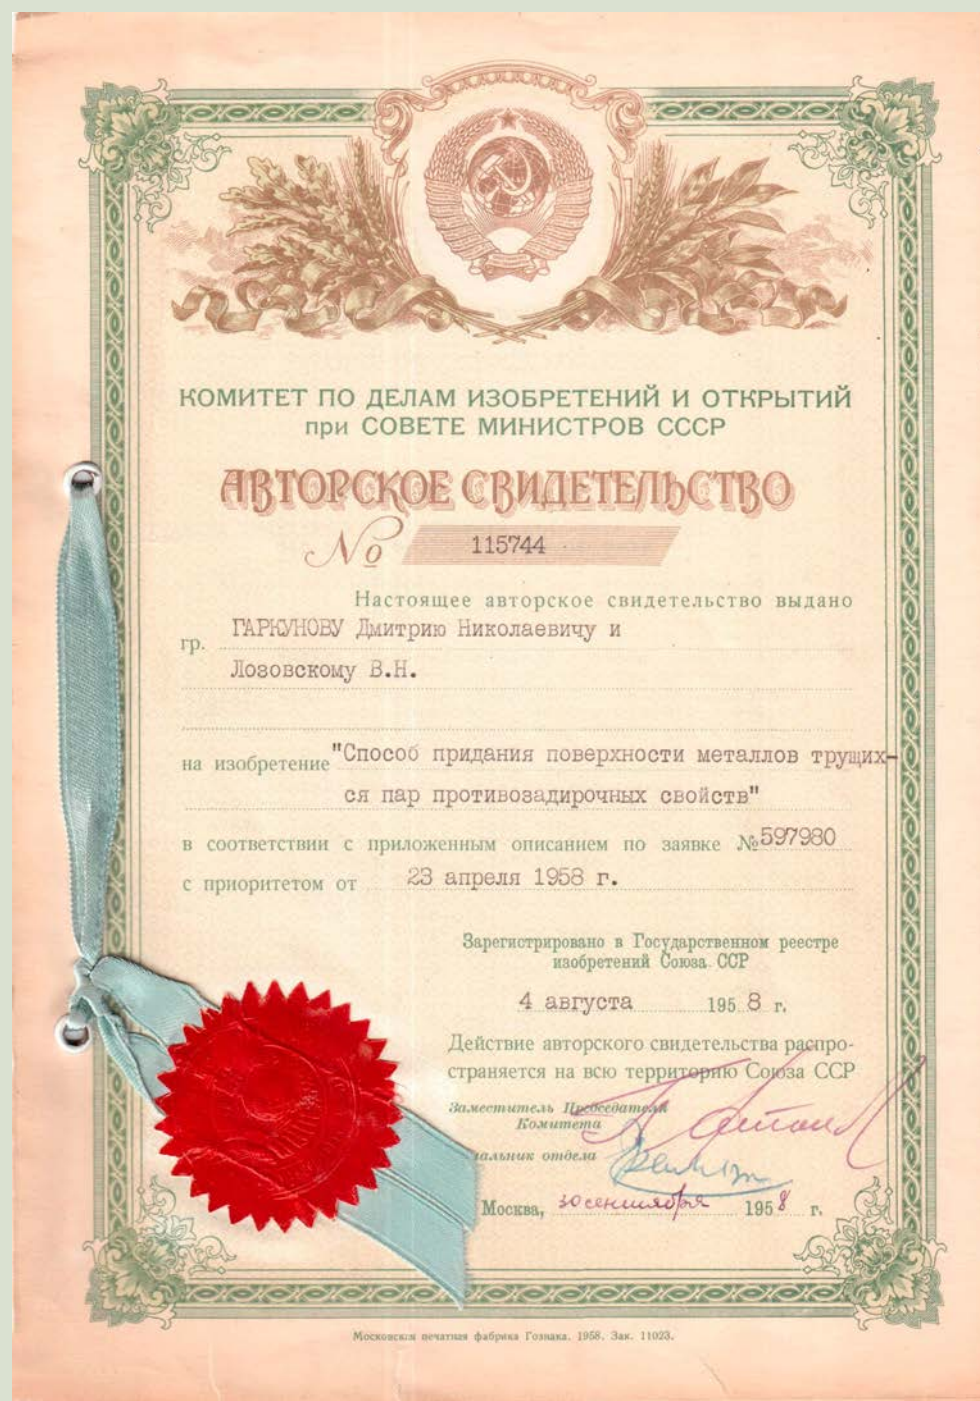 КОМИТЕТ ПО ДЕЛАМ ИЗОБРЕТЕНИЙ И ОТКРЫТИЙ
при СОВЕТЕ МИНИСТРОВ СССР
АВТОРСКОЕ СВИДЕТЕЛЬСТВО
№ 115744
Настоящее авторское свидетельство выдано
гр. ГАРКУНОВУ Дмитрию Николаевичу и
Лозовскому В.Н.
на изобретение "Способ придания поверхности металлов трущих-
ся пар противозадирочных свойств"
в соответствии с приложенным описанием по заявке №597980
с приоритетом от 23 апреля 1958 г.
Зарегистрировано в Государственном реестре
изобретений Союза ССР
4 августа 1958 г.
Действие авторского свидетельства распро-
страняется на всю территорию Союза ССР
Заместитель Председателя
Комитета
альник отдела
Москва, 30 сентября 1958 г.
Московская печатная фабрика Гознака. 1958. Зак. 11023.